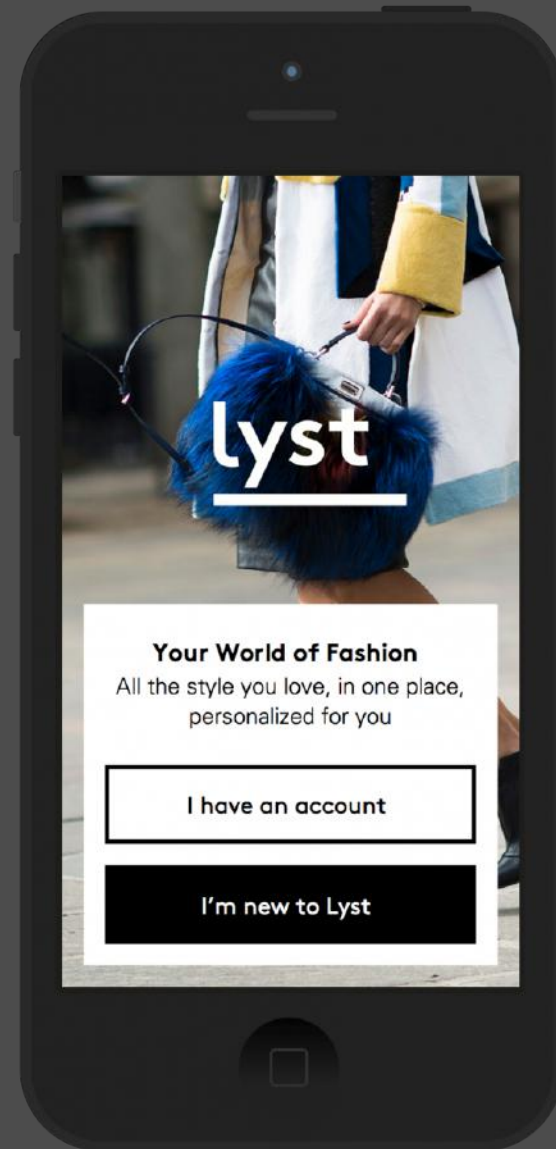 lyst
Your World of Fashion
All the style you love, in one place,
personalized for you
I have an account
I'm new to Lyst